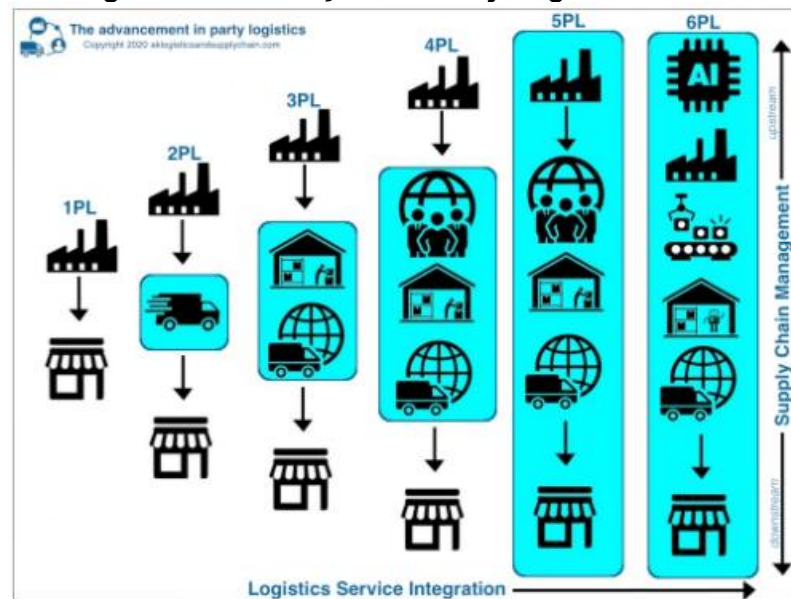 The advancement in party logistics
Copyright 2020 aklogisticsandsupplychain.com
1PL
2PL
3PL
4PL
5PL
6PL
AI
upstream
Supply Chain Management
downstream
Logistics Service Integration